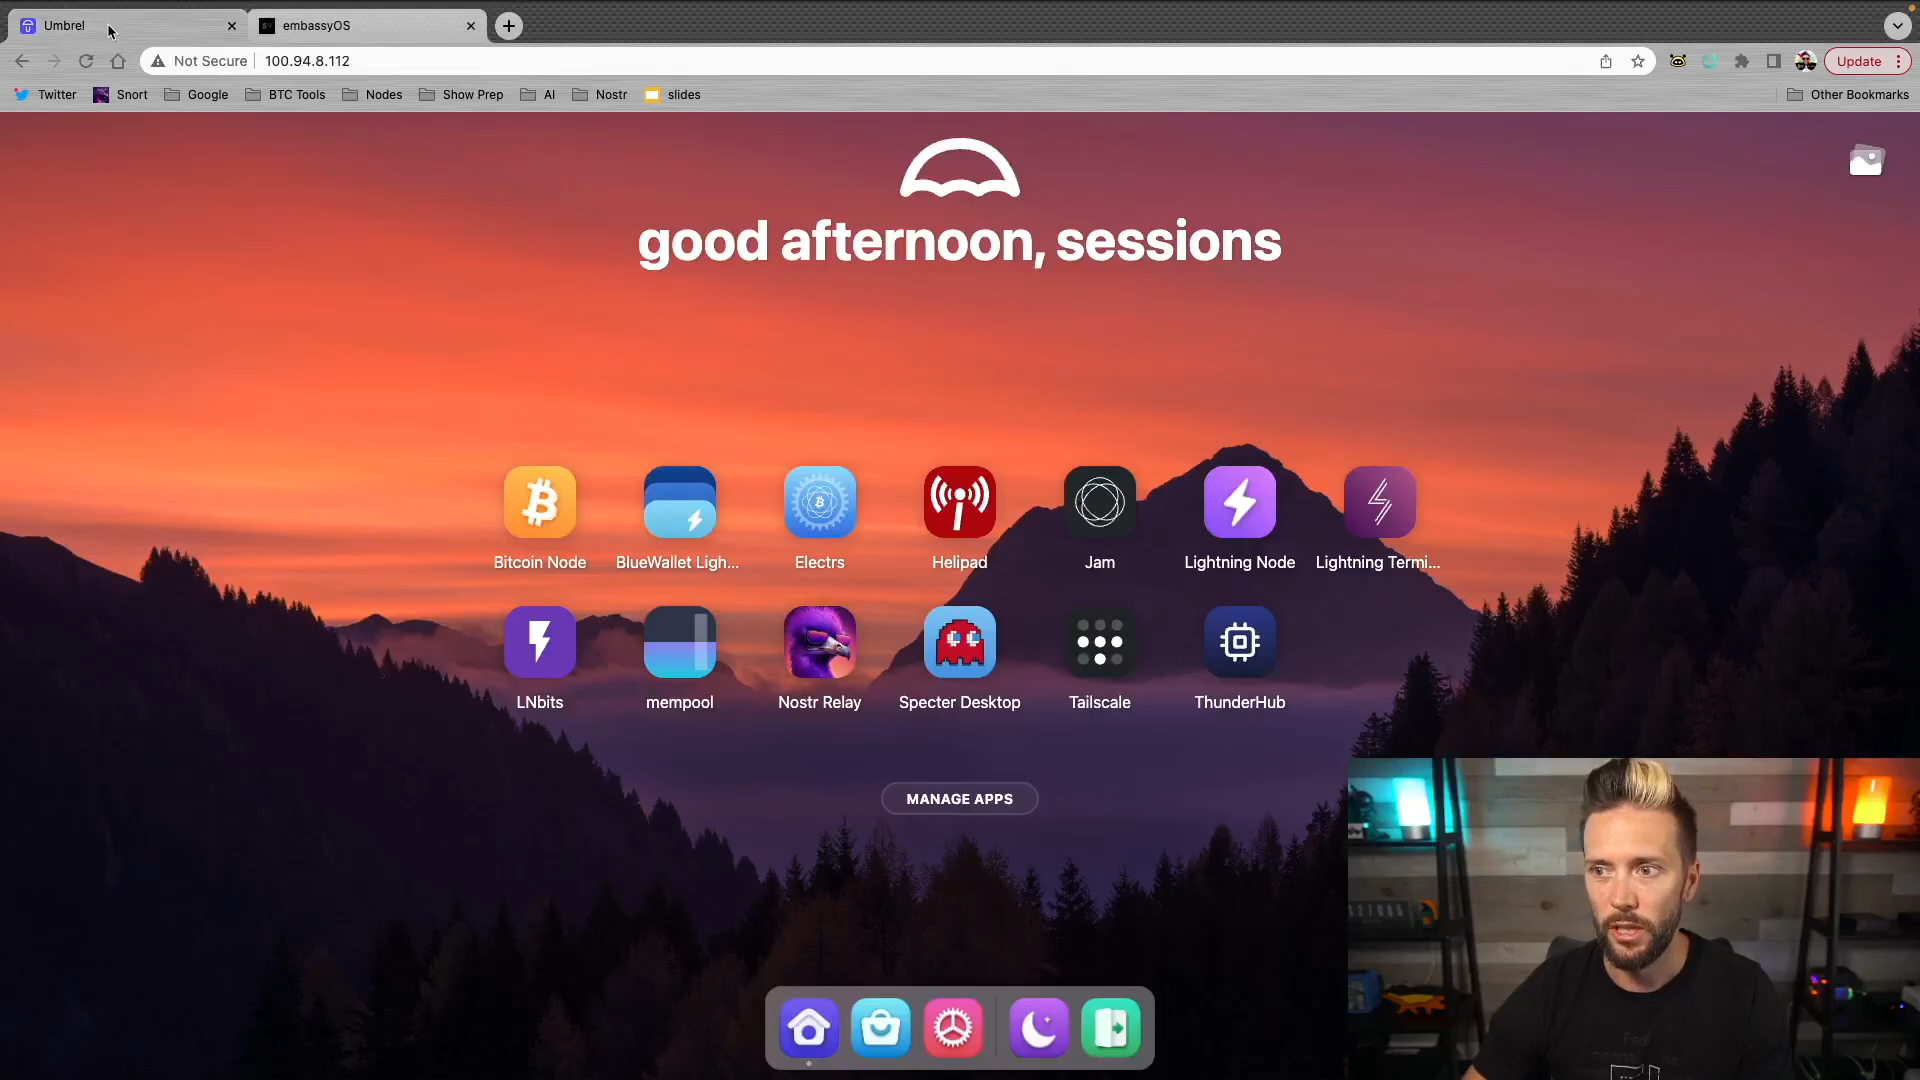 Umbrel
embassyOS
Not Secure
100.94.8.112
Update
Twitter
Snort
Google
BTC Tools
Nodes
Show Prep
AI
Nostr
slides
Other Bookmarks
good afternoon, sessions
Bitcoin Node
BlueWallet Ligh...
Electrs
Helipad
Jam
Lightning Node
Lightning Termi...
LNbits
mempool
Nostr Relay
Specter Desktop
Tailscale
ThunderHub
MANAGE APPS